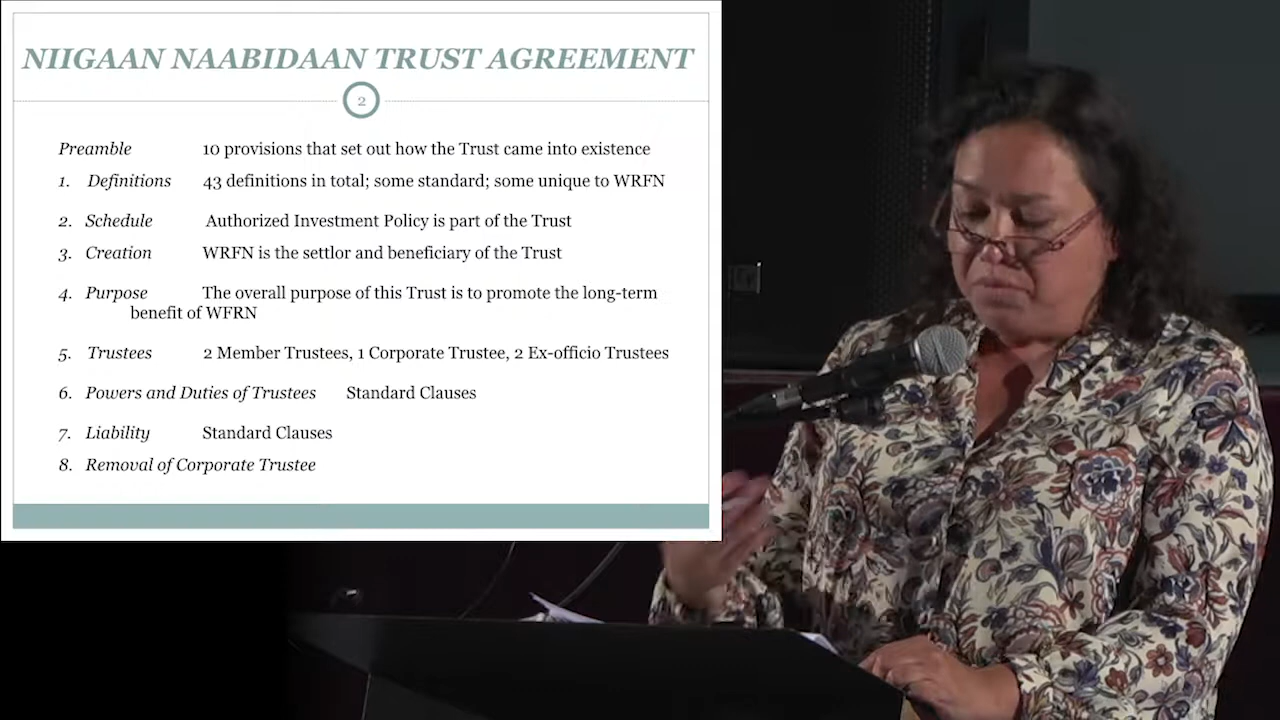 NIIGAAN NAABIDAAN TRUST AGREEMENT
2
Preamble 10 provisions that set out how the Trust came into existence
1. Definitions 43 definitions in total; some standard; some unique to WRFN
2. Schedule Authorized Investment Policy is part of the Trust
3. Creation WRFN is the settlor and beneficiary of the Trust
4. Purpose The overall purpose of this Trust is to promote the long-term
benefit of WFRN
5. Trustees 2 Member Trustees, 1 Corporate Trustee, 2 Ex-officio Trustees
6. Powers and Duties of Trustees Standard Clauses
7. Liability Standard Clauses
8. Removal of Corporate Trustee